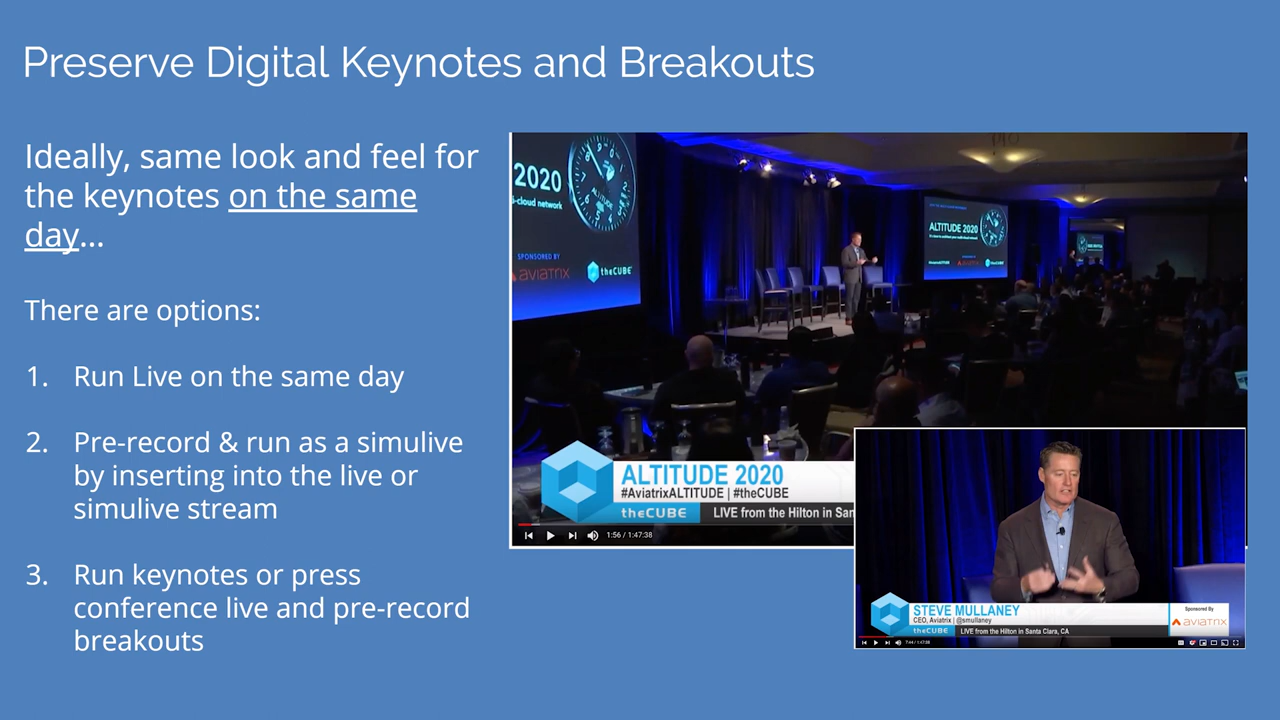 Preserve Digital Keynotes and Breakouts
Ideally, same look and feel for
the keynotes on the same
day...
There are options:
1. Run Live on the same day
2. Pre-record & run as a simulive
by inserting into the live or
simulive stream
3. Run keynotes or press
conference live and pre-record
breakouts
2020
i-cloud network
SPONSORED BY
aviatrix
theCUBE
ALTITUDE 2020
aviatrix
theCUBE
ALTITUDE 2020
#AviatrixALTITUDE | #theCUBE
theCUBE
LIVE from the Hilton in San
1:56 / 1:47:38
STEVE MULLANEY
CEO, Aviatrix | @smullaney
theCUBE
LIVE from the Hilton in Santa Clara, CA
Sponsored By
aviatrix